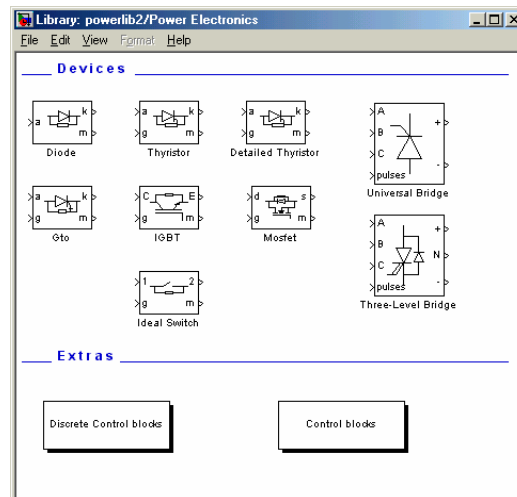 Library: powerlib2/Power Electronics
File Edit View Format Help
Devices
a k m
Diode
a g k m
Thyristor
a g k m
Detailed Thyristor
A B C pulses + -
Universal Bridge
a g k m
Gto
C g E m
IGBT
d g s m
Mosfet
A B C pulses + N -
Three-Level Bridge
1 g 2 m
Ideal Switch
Extras
Discrete Control blocks
Control blocks